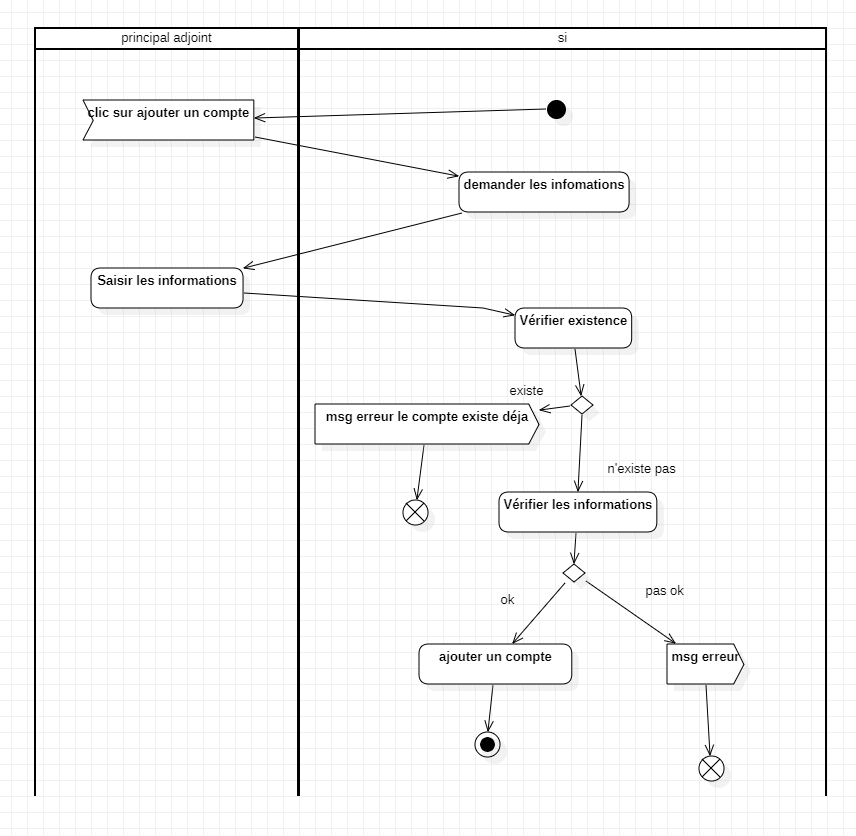 principal adjoint
si
clic sur ajouter un compte
demander les infomations
Saisir les informations
Vérifier existence
existe
msg erreur le compte existe déja
n'existe pas
Vérifier les informations
ok
pas ok
ajouter un compte
msg erreur